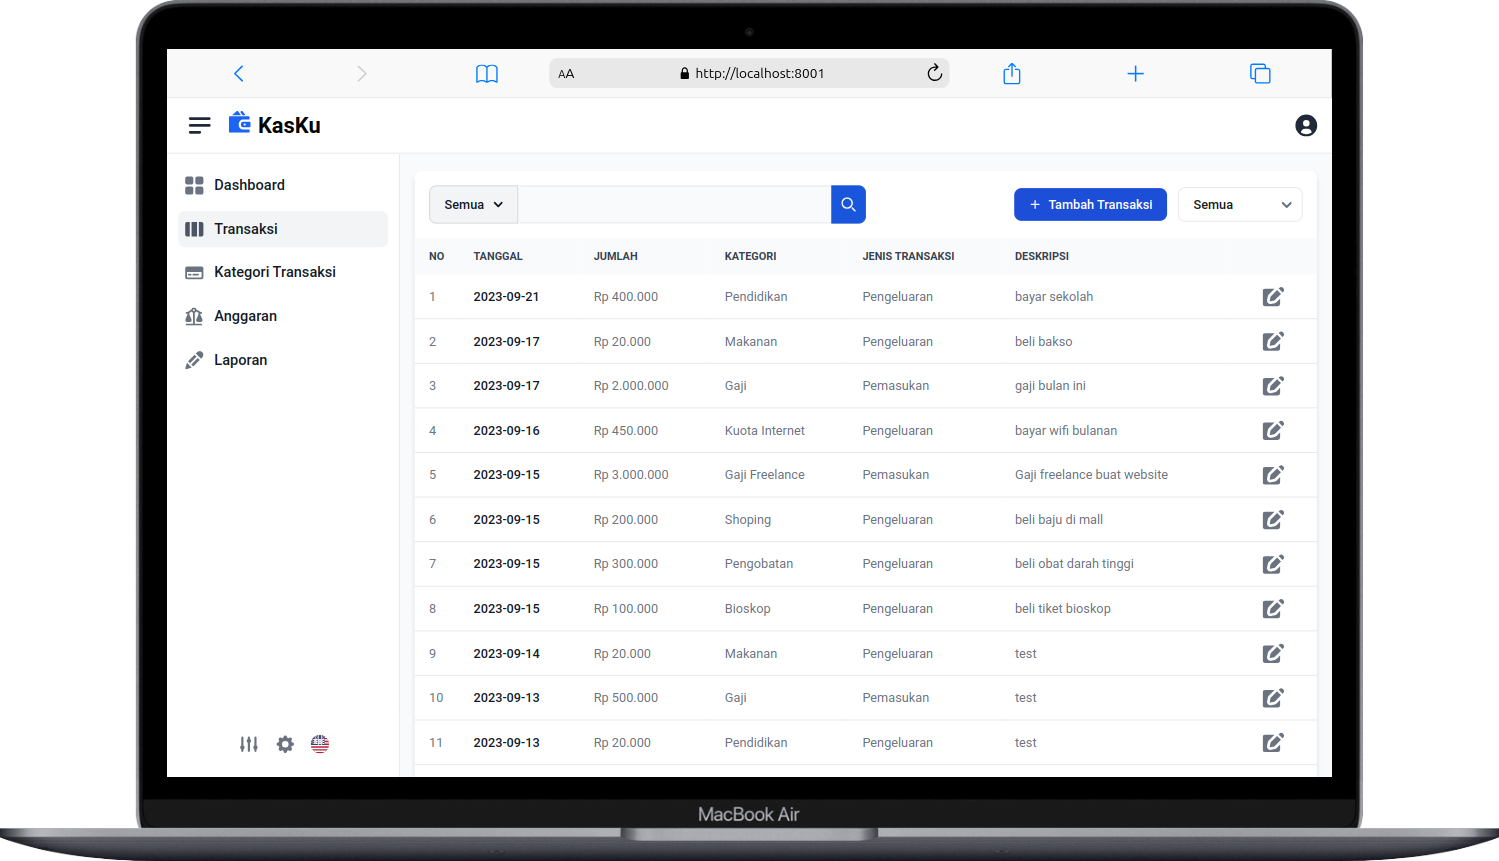 AA http://localhost:8001
KasKu
Dashboard
Transaksi
Kategori Transaksi
Anggaran
Laporan
Semua + Tambah Transaksi Semua
NO TANGGAL JUMLAH KATEGORI JENIS TRANSAKSI DESKRIPSI
1 2023-09-21 Rp 400.000 Pendidikan Pengeluaran bayar sekolah
2 2023-09-17 Rp 20.000 Makanan Pengeluaran beli bakso
3 2023-09-17 Rp 2.000.000 Gaji Pemasukan gaji bulan ini
4 2023-09-16 Rp 450.000 Kuota Internet Pengeluaran bayar wifi bulanan
5 2023-09-15 Rp 3.000.000 Gaji Freelance Pemasukan Gaji freelance buat website
6 2023-09-15 Rp 200.000 Shoping Pengeluaran beli baju di mall
7 2023-09-15 Rp 300.000 Pengobatan Pengeluaran beli obat darah tinggi
8 2023-09-15 Rp 100.000 Bioskop Pengeluaran beli tiket bioskop
9 2023-09-14 Rp 20.000 Makanan Pengeluaran test
10 2023-09-13 Rp 500.000 Gaji Pemasukan test
11 2023-09-13 Rp 20.000 Pendidikan Pengeluaran test
MacBook Air